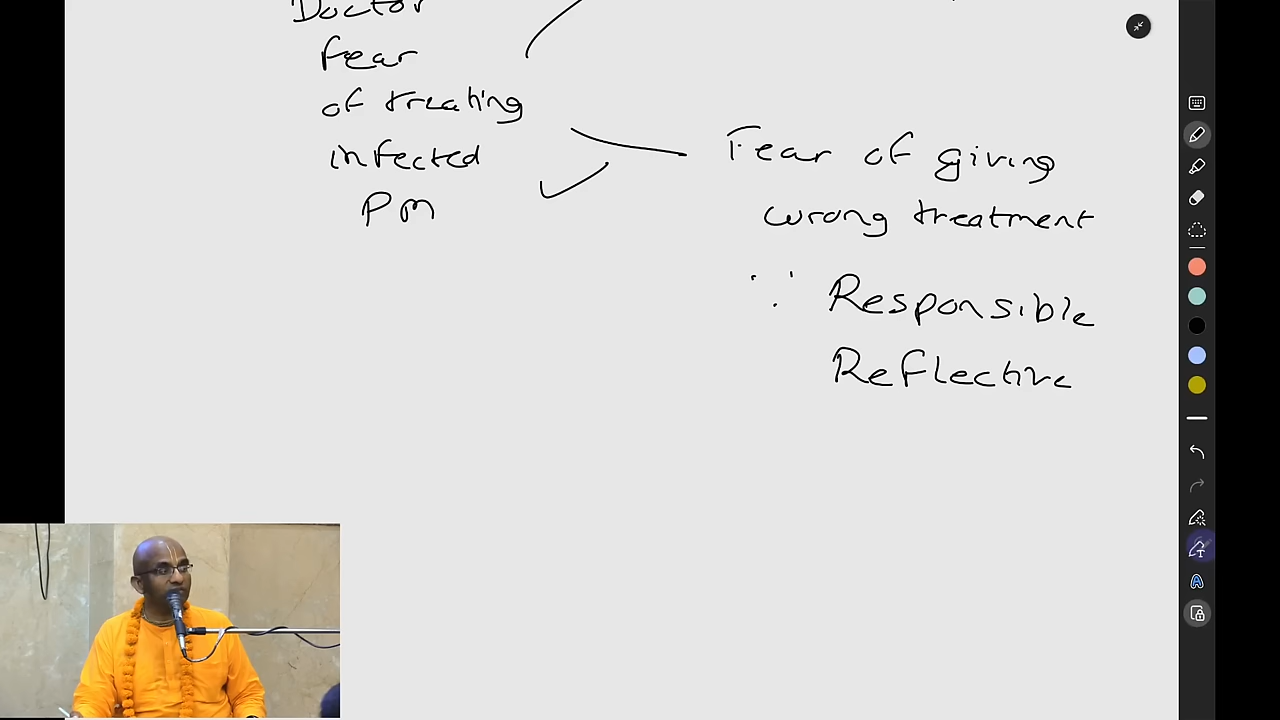 Doctor
fear
of treating
infected
PM
Fear of giving
wrong treatment
∵ Responsible
Reflective